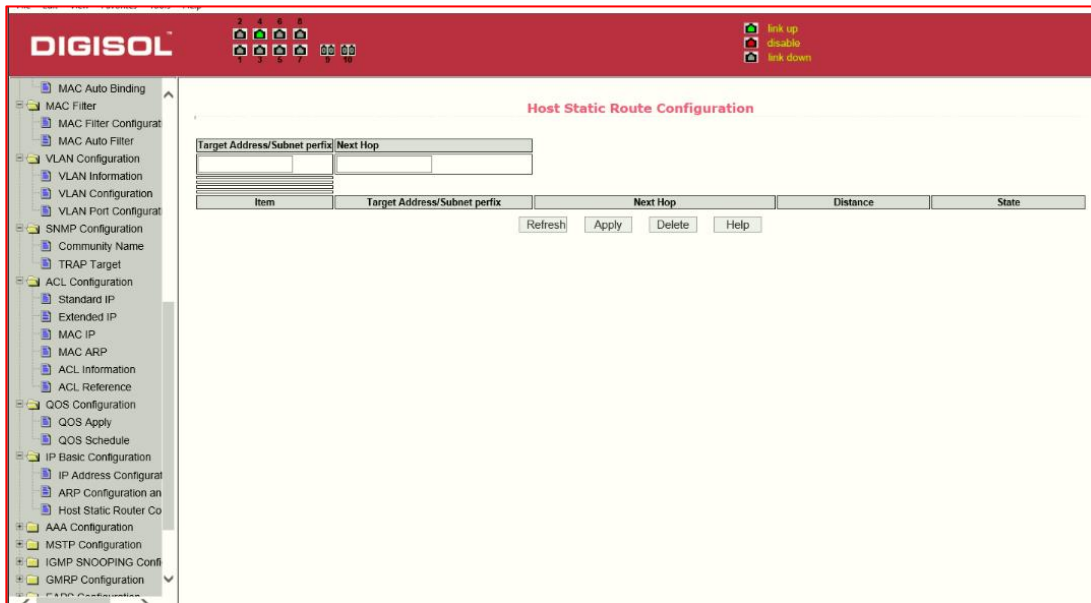 DIGISOL™
2 4 6 8
1 3 5 7 9 10
link up
disable
link down
MAC Auto Binding
MAC Filter
MAC Filter Configurat
MAC Auto Filter
VLAN Configuration
VLAN Information
VLAN Configuration
VLAN Port Configurat
SNMP Configuration
Community Name
TRAP Target
ACL Configuration
Standard IP
Extended IP
MAC IP
MAC ARP
ACL Information
ACL Reference
QOS Configuration
QOS Apply
QOS Schedule
IP Basic Configuration
IP Address Configurat
ARP Configuration an
Host Static Router Co
AAA Configuration
MSTP Configuration
IGMP SNOOPING Confi
GMRP Configuration
Host Static Route Configuration
Target Address/Subnet perfix Next Hop
Item Target Address/Subnet perfix Next Hop Distance State
Refresh Apply Delete Help